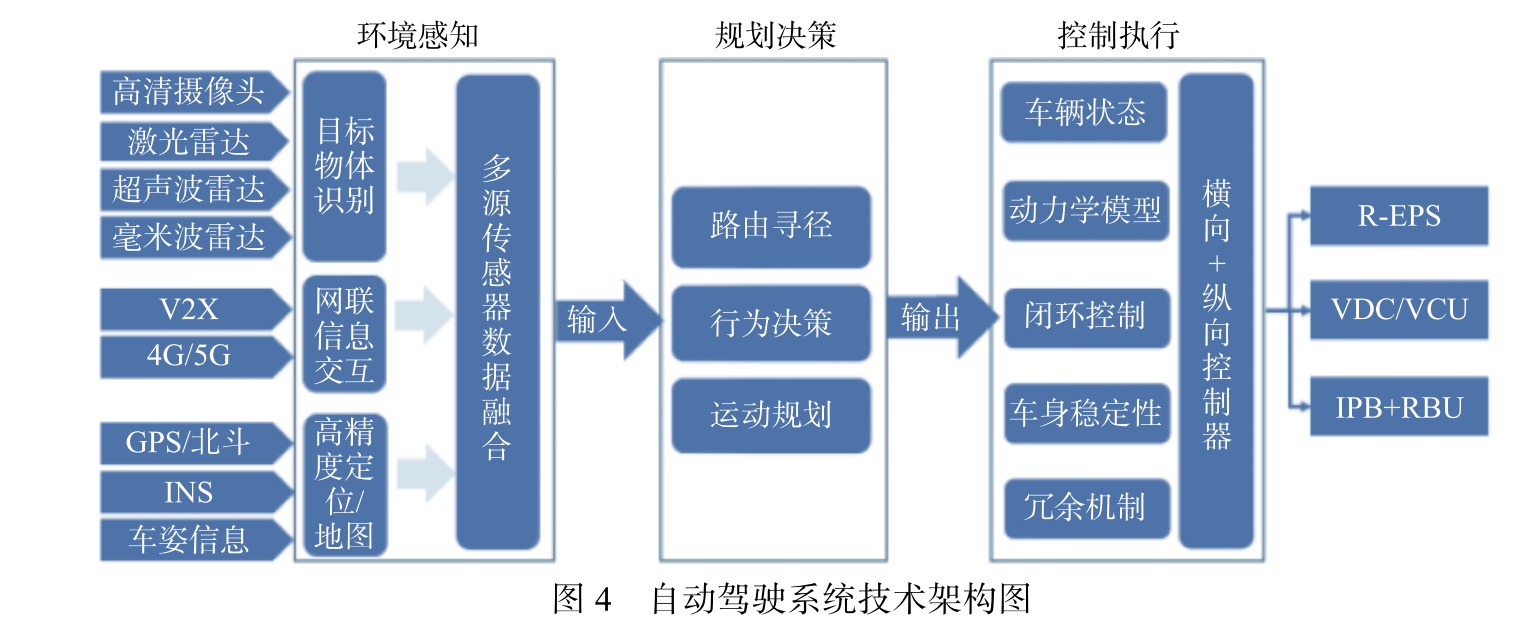 环境感知
规划决策
控制执行
高清摄像头
激光雷达
超声波雷达
毫米波雷达
V2X
4G/5G
GPS/北斗
INS
车姿信息
目标
物体
识别
网联
信息
交互
高精
度定
位/
地图
多源传感器数据融合
输入
路由寻径
行为决策
运动规划
输出
车辆状态
动力学模型
闭环控制
车身稳定性
冗余机制
横向+纵向控制器
R-EPS
VDC/VCU
IPB+RBU
图 4 自动驾驶系统技术架构图